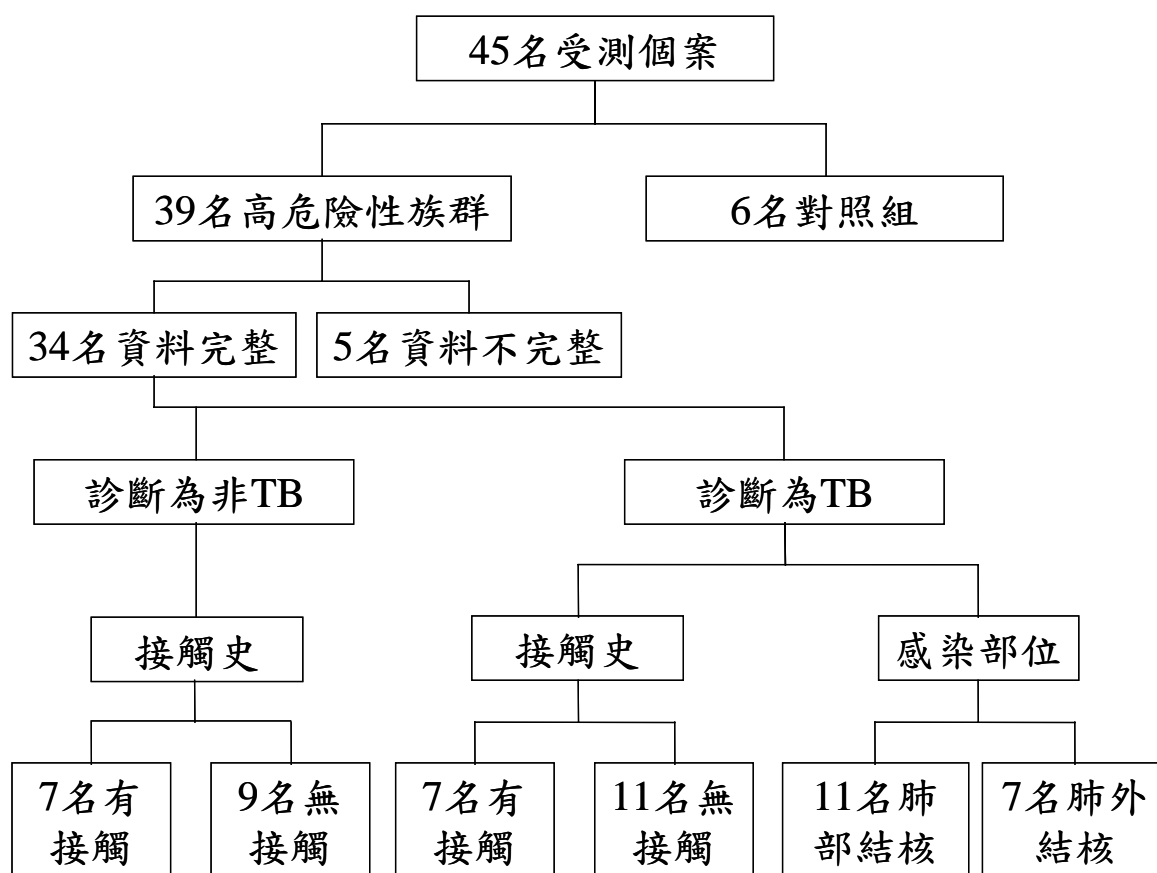 45名受測個案
39名高危險性族群
6名對照組
34名資料完整
5名資料不完整
診斷為非TB
診斷為TB
接觸史
接觸史
感染部位
7名有
接觸
9名無
接觸
7名有
接觸
11名無
接觸
11名肺
部結核
7名肺外
結核